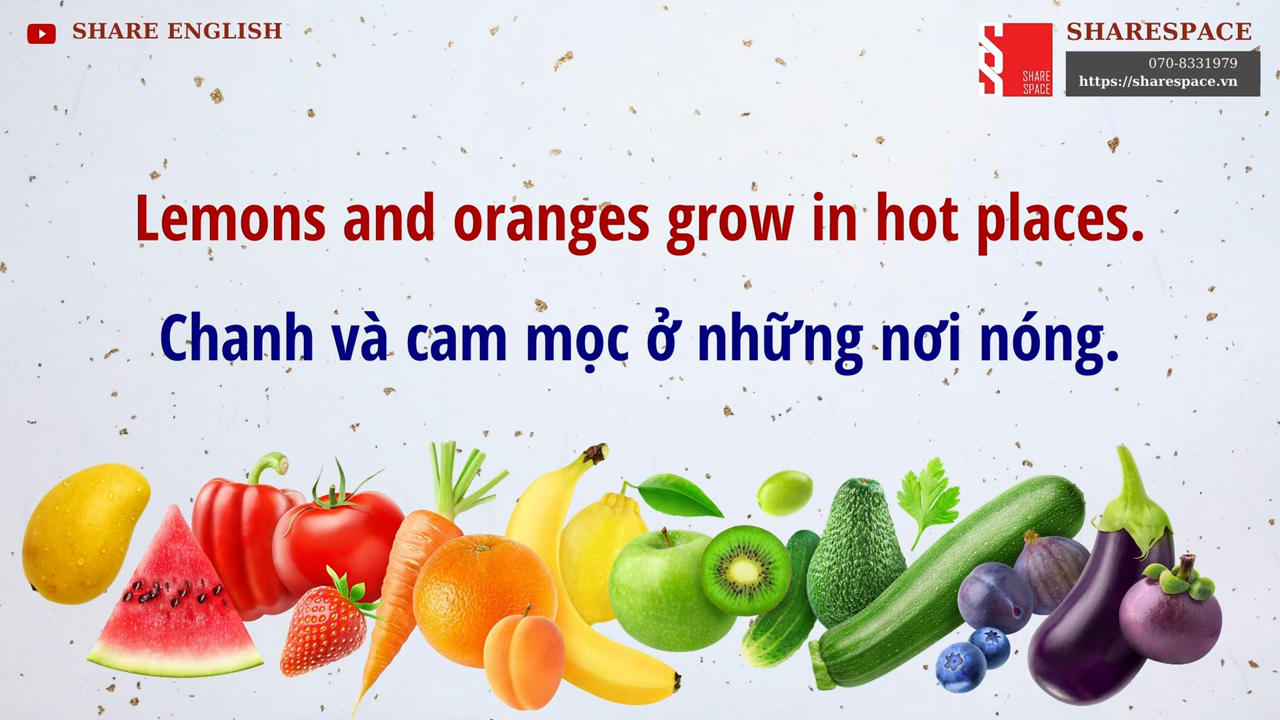 SHARE ENGLISH
SHARESPACE
070-8331979
https://sharespace.vn
SHARE
SPACE
Lemons and oranges grow in hot places.
Chanh và cam mọc ở những nơi nóng.